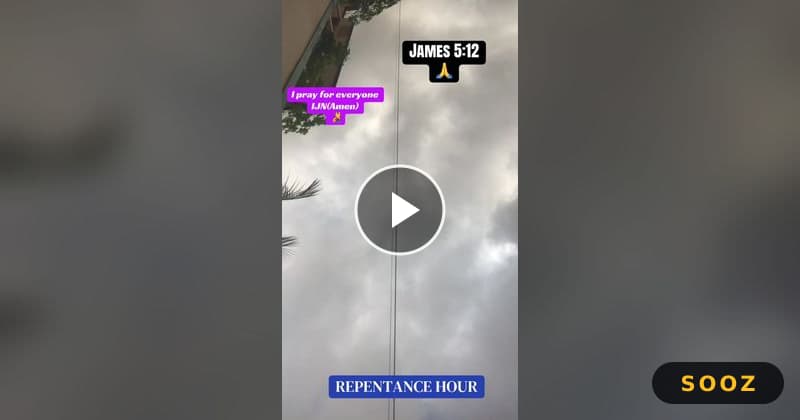 JAMES 5:12
🙏
I pray for everyone
IJN(Amen)
REPENTANCE HOUR
SOOZ